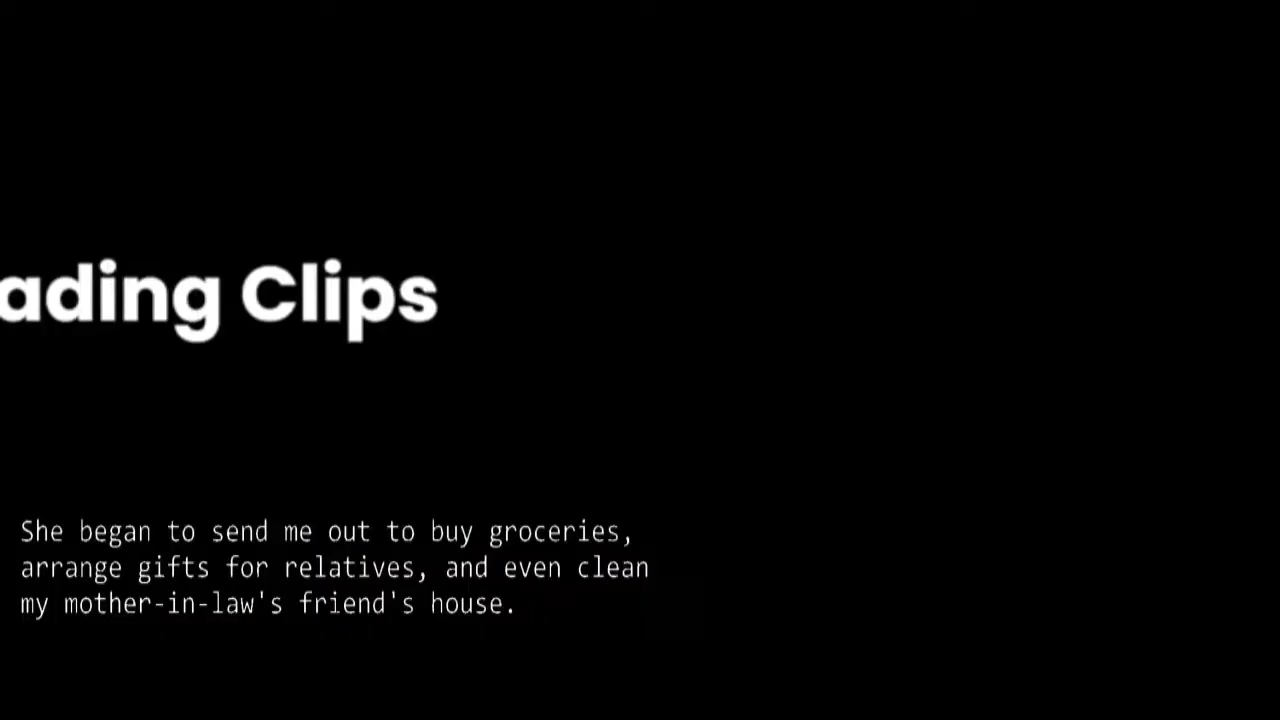 ading Clips
She began to send me out to buy groceries,
arrange gifts for relatives, and even clean
my mother-in-law's friend's house.